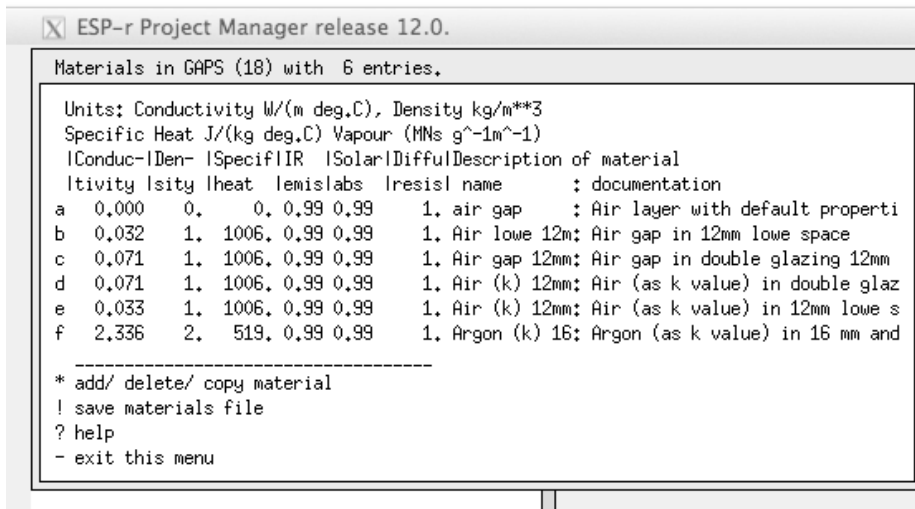 ESP-r Project Manager release 12.0.
Materials in GAPS (18) with  6 entries.
Units: Conductivity W/(m deg.C), Density kg/m**3
Specific Heat J/(kg deg.C) Vapour (MNs g^-1m^-1)
|Conduc-|Den- |Specif|IR   |Solar|Diffu|Description of material
|tivity |sity |heat  |emis|abs  |resis| name        : documentation
a   0.000     0.     0. 0.99 0.99    1. air gap     : Air layer with default properti
b   0.032     1.  1006. 0.99 0.99    1. Air lowe 12m: Air gap in 12mm lowe space
c   0.071     1.  1006. 0.99 0.99    1. Air gap 12mm: Air gap in double glazing 12mm
d   0.071     1.  1006. 0.99 0.99    1. Air (k) 12mm: Air (as k value) in double glaz
e   0.033     1.  1006. 0.99 0.99    1. Air (k) 12mm: Air (as k value) in 12mm lowe s
f   2.336     2.   519. 0.99 0.99    1. Argon (k) 16: Argon (as k value) in 16 mm and
* add/ delete/ copy material
! save materials file
? help
- exit this menu